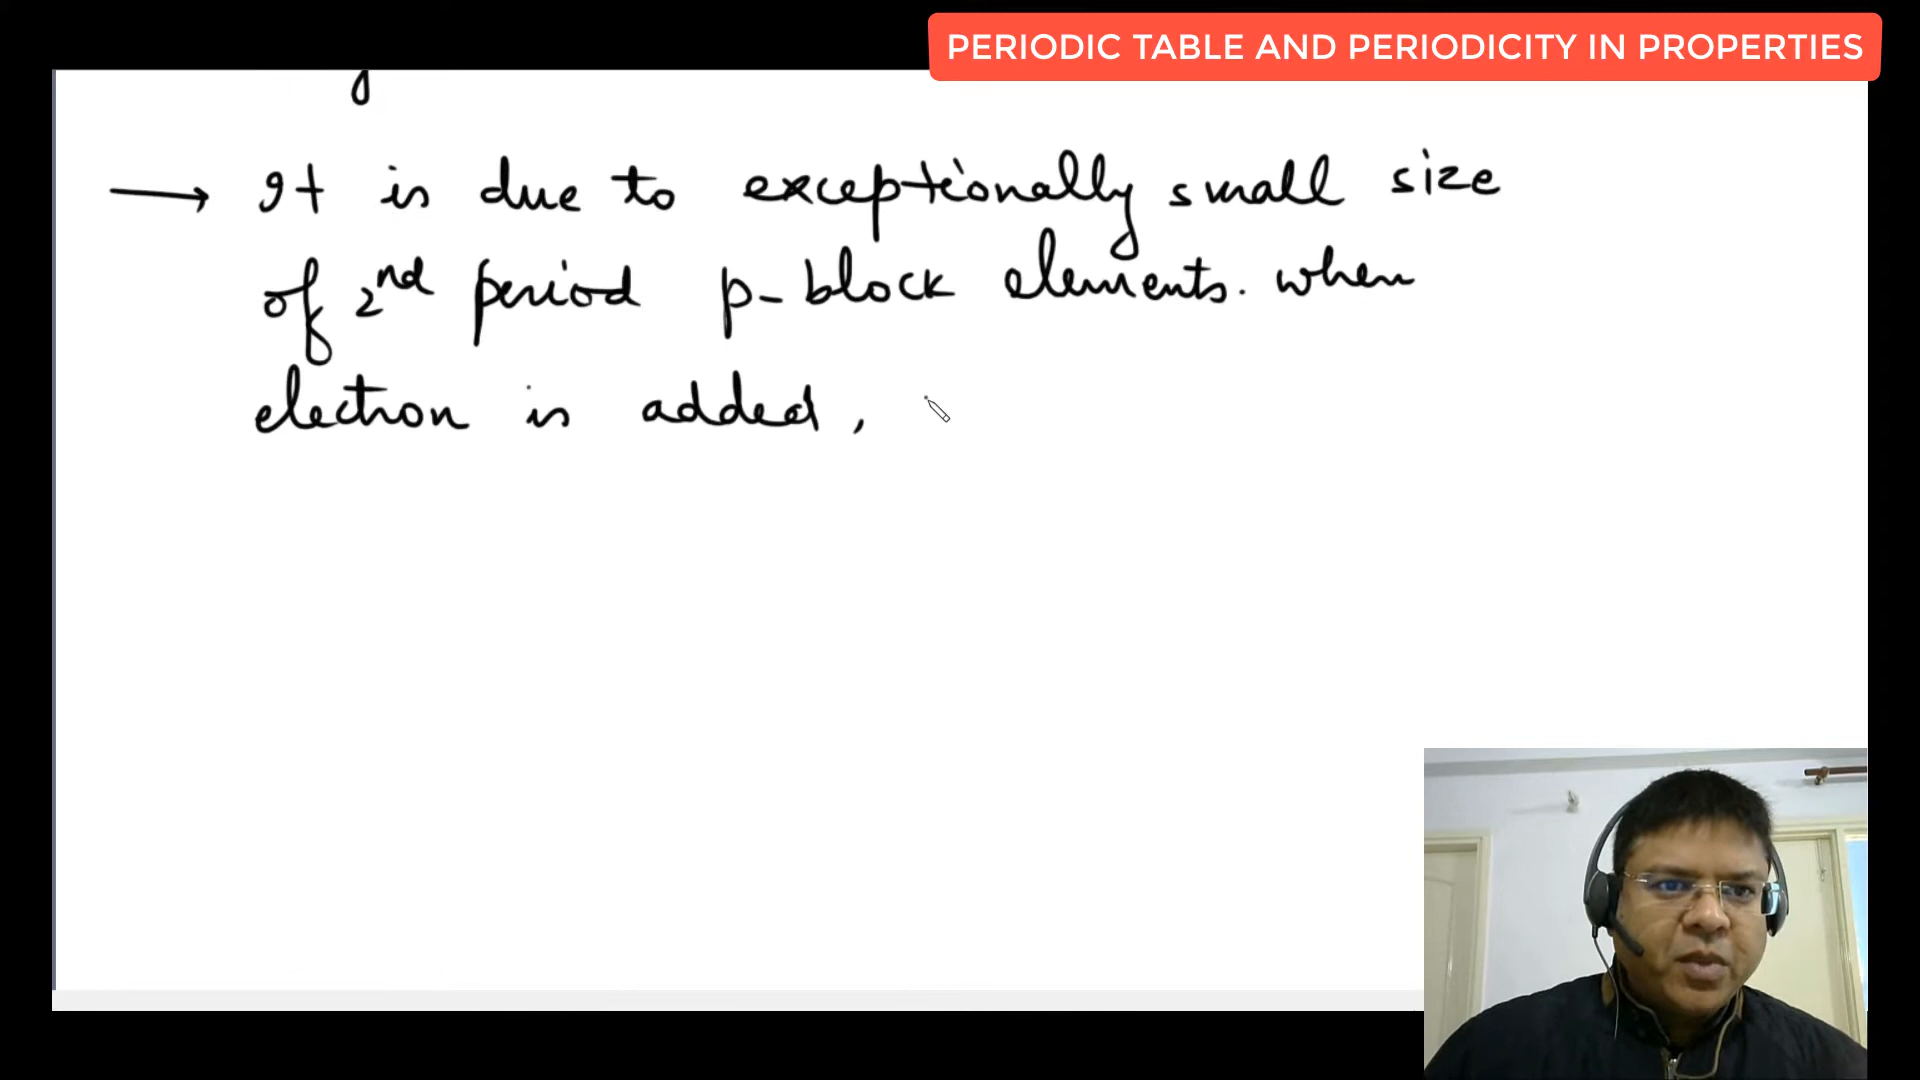 PERIODIC TABLE AND PERIODICITY IN PROPERTIES
→ It is due to exceptionally small size
of 2nd period p-block elements. when
electron is added,